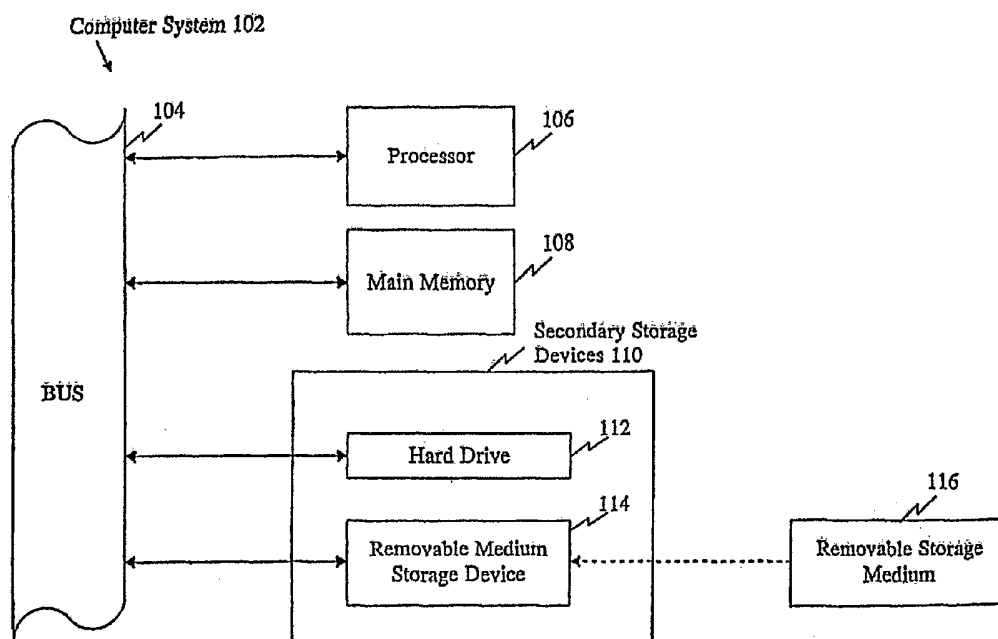 Computer System 102
104
106
Processor
108
Main Memory
Secondary Storage
Devices 110
BUS
112
Hard Drive
114
116
Removable Medium
Storage Device
Removable Storage
Medium